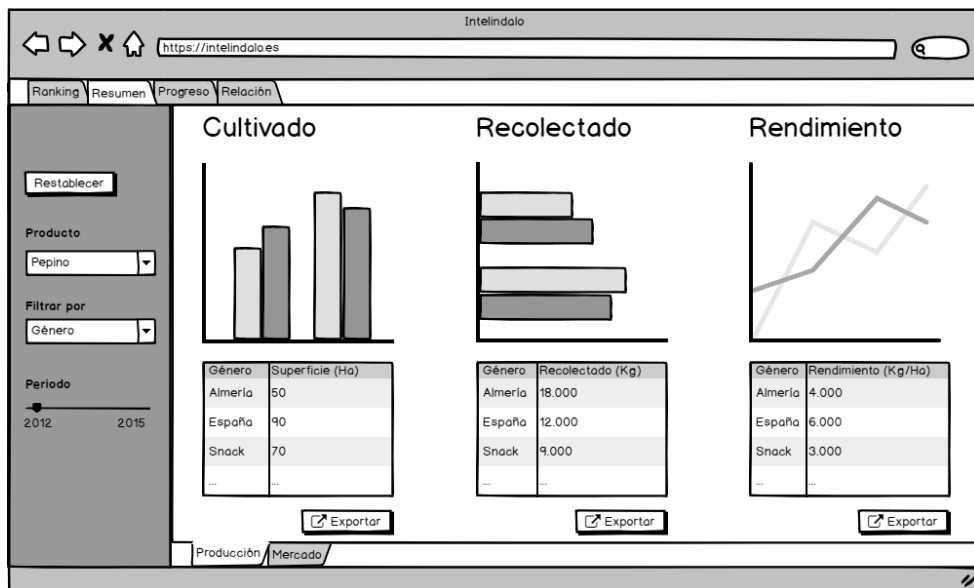 Intelindalo
https://intelindalo.es
Ranking Resumen Progreso Relación
Restablecer
Producto
Pepino
Filtrar por
Género
Periodo
2012 2015
Cultivado
Género Superficie (Ha)
Almería 50
España 90
Snack 70
... ...
Exportar
Recolectado
Género Recolectado (Kg)
Almería 18.000
España 12.000
Snack 9.000
... ...
Exportar
Rendimiento
Género Rendimiento (Kg/Ha)
Almería 4.000
España 6.000
Snack 3.000
... ...
Exportar
Producción Mercado